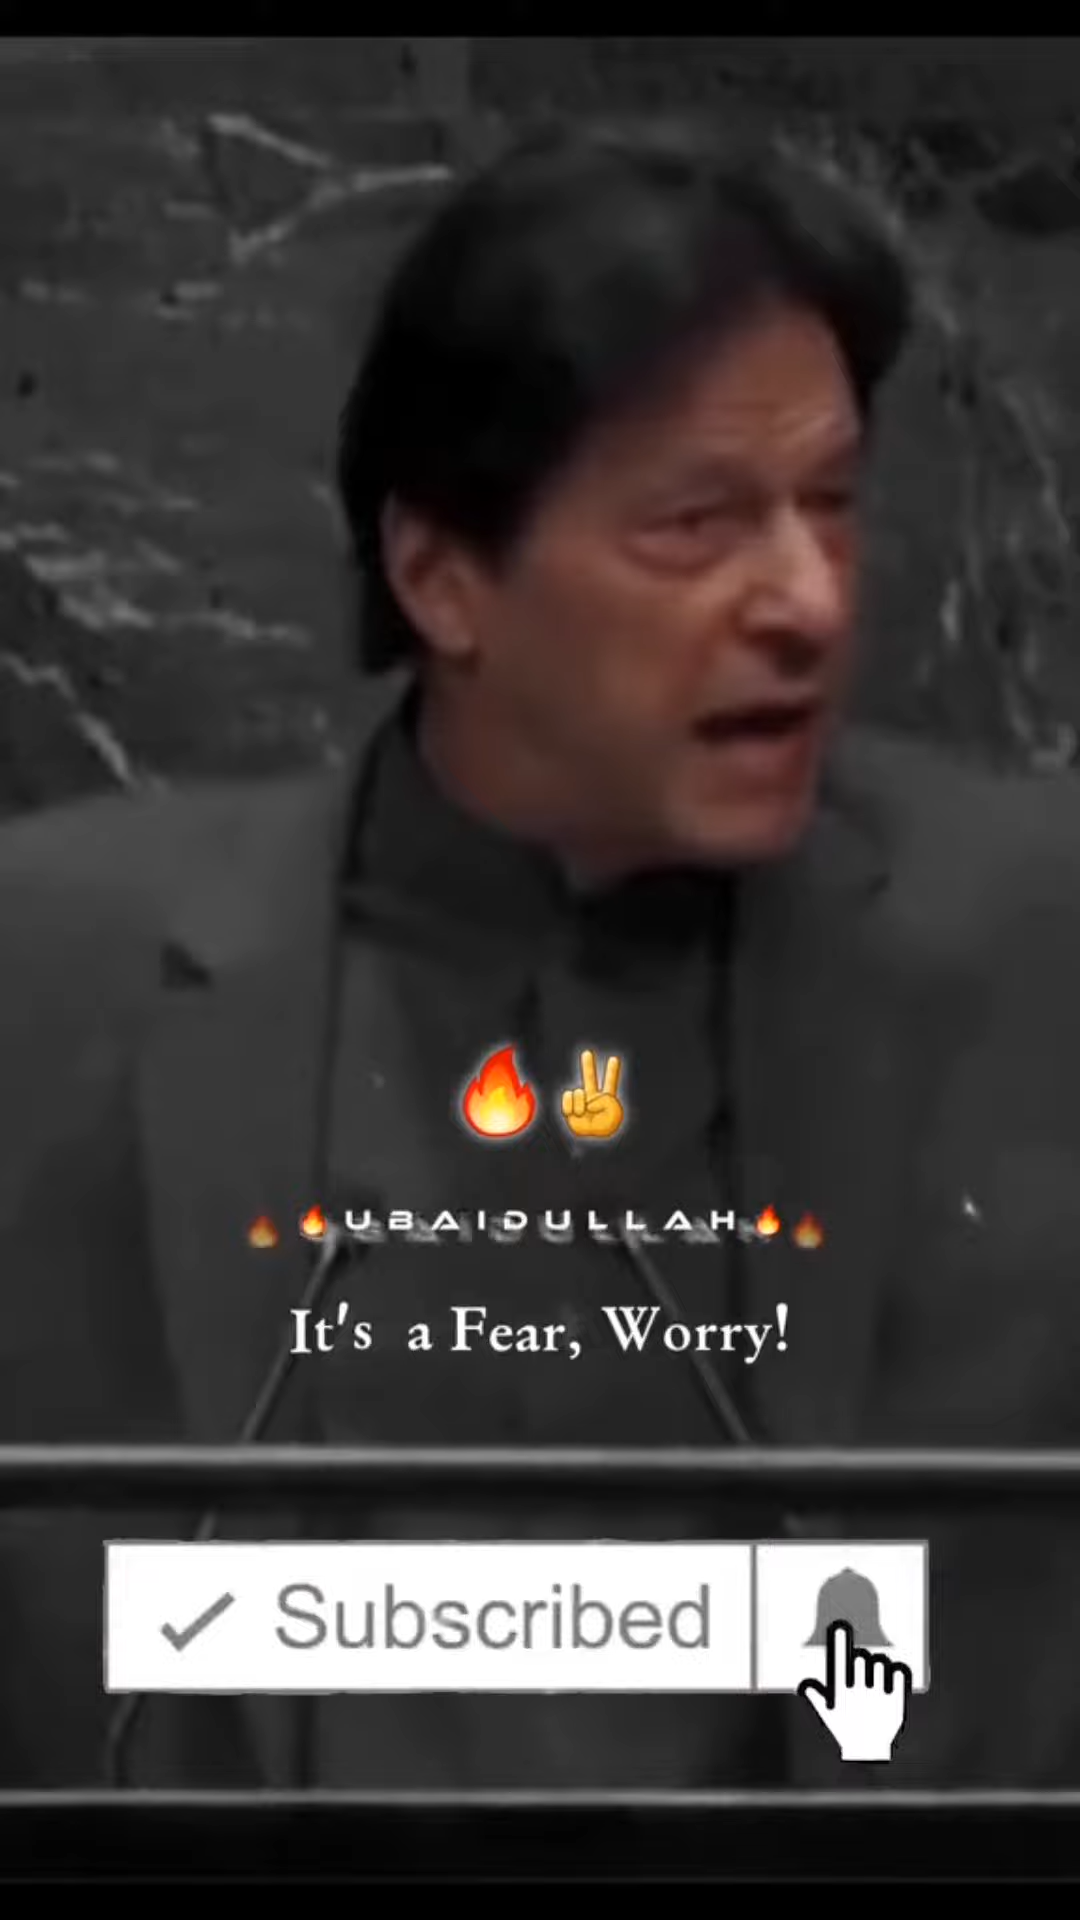 🔥✌️
🔥🔥UBAIDULLAH🔥🔥
It's a Fear, Worry!
Subscribed